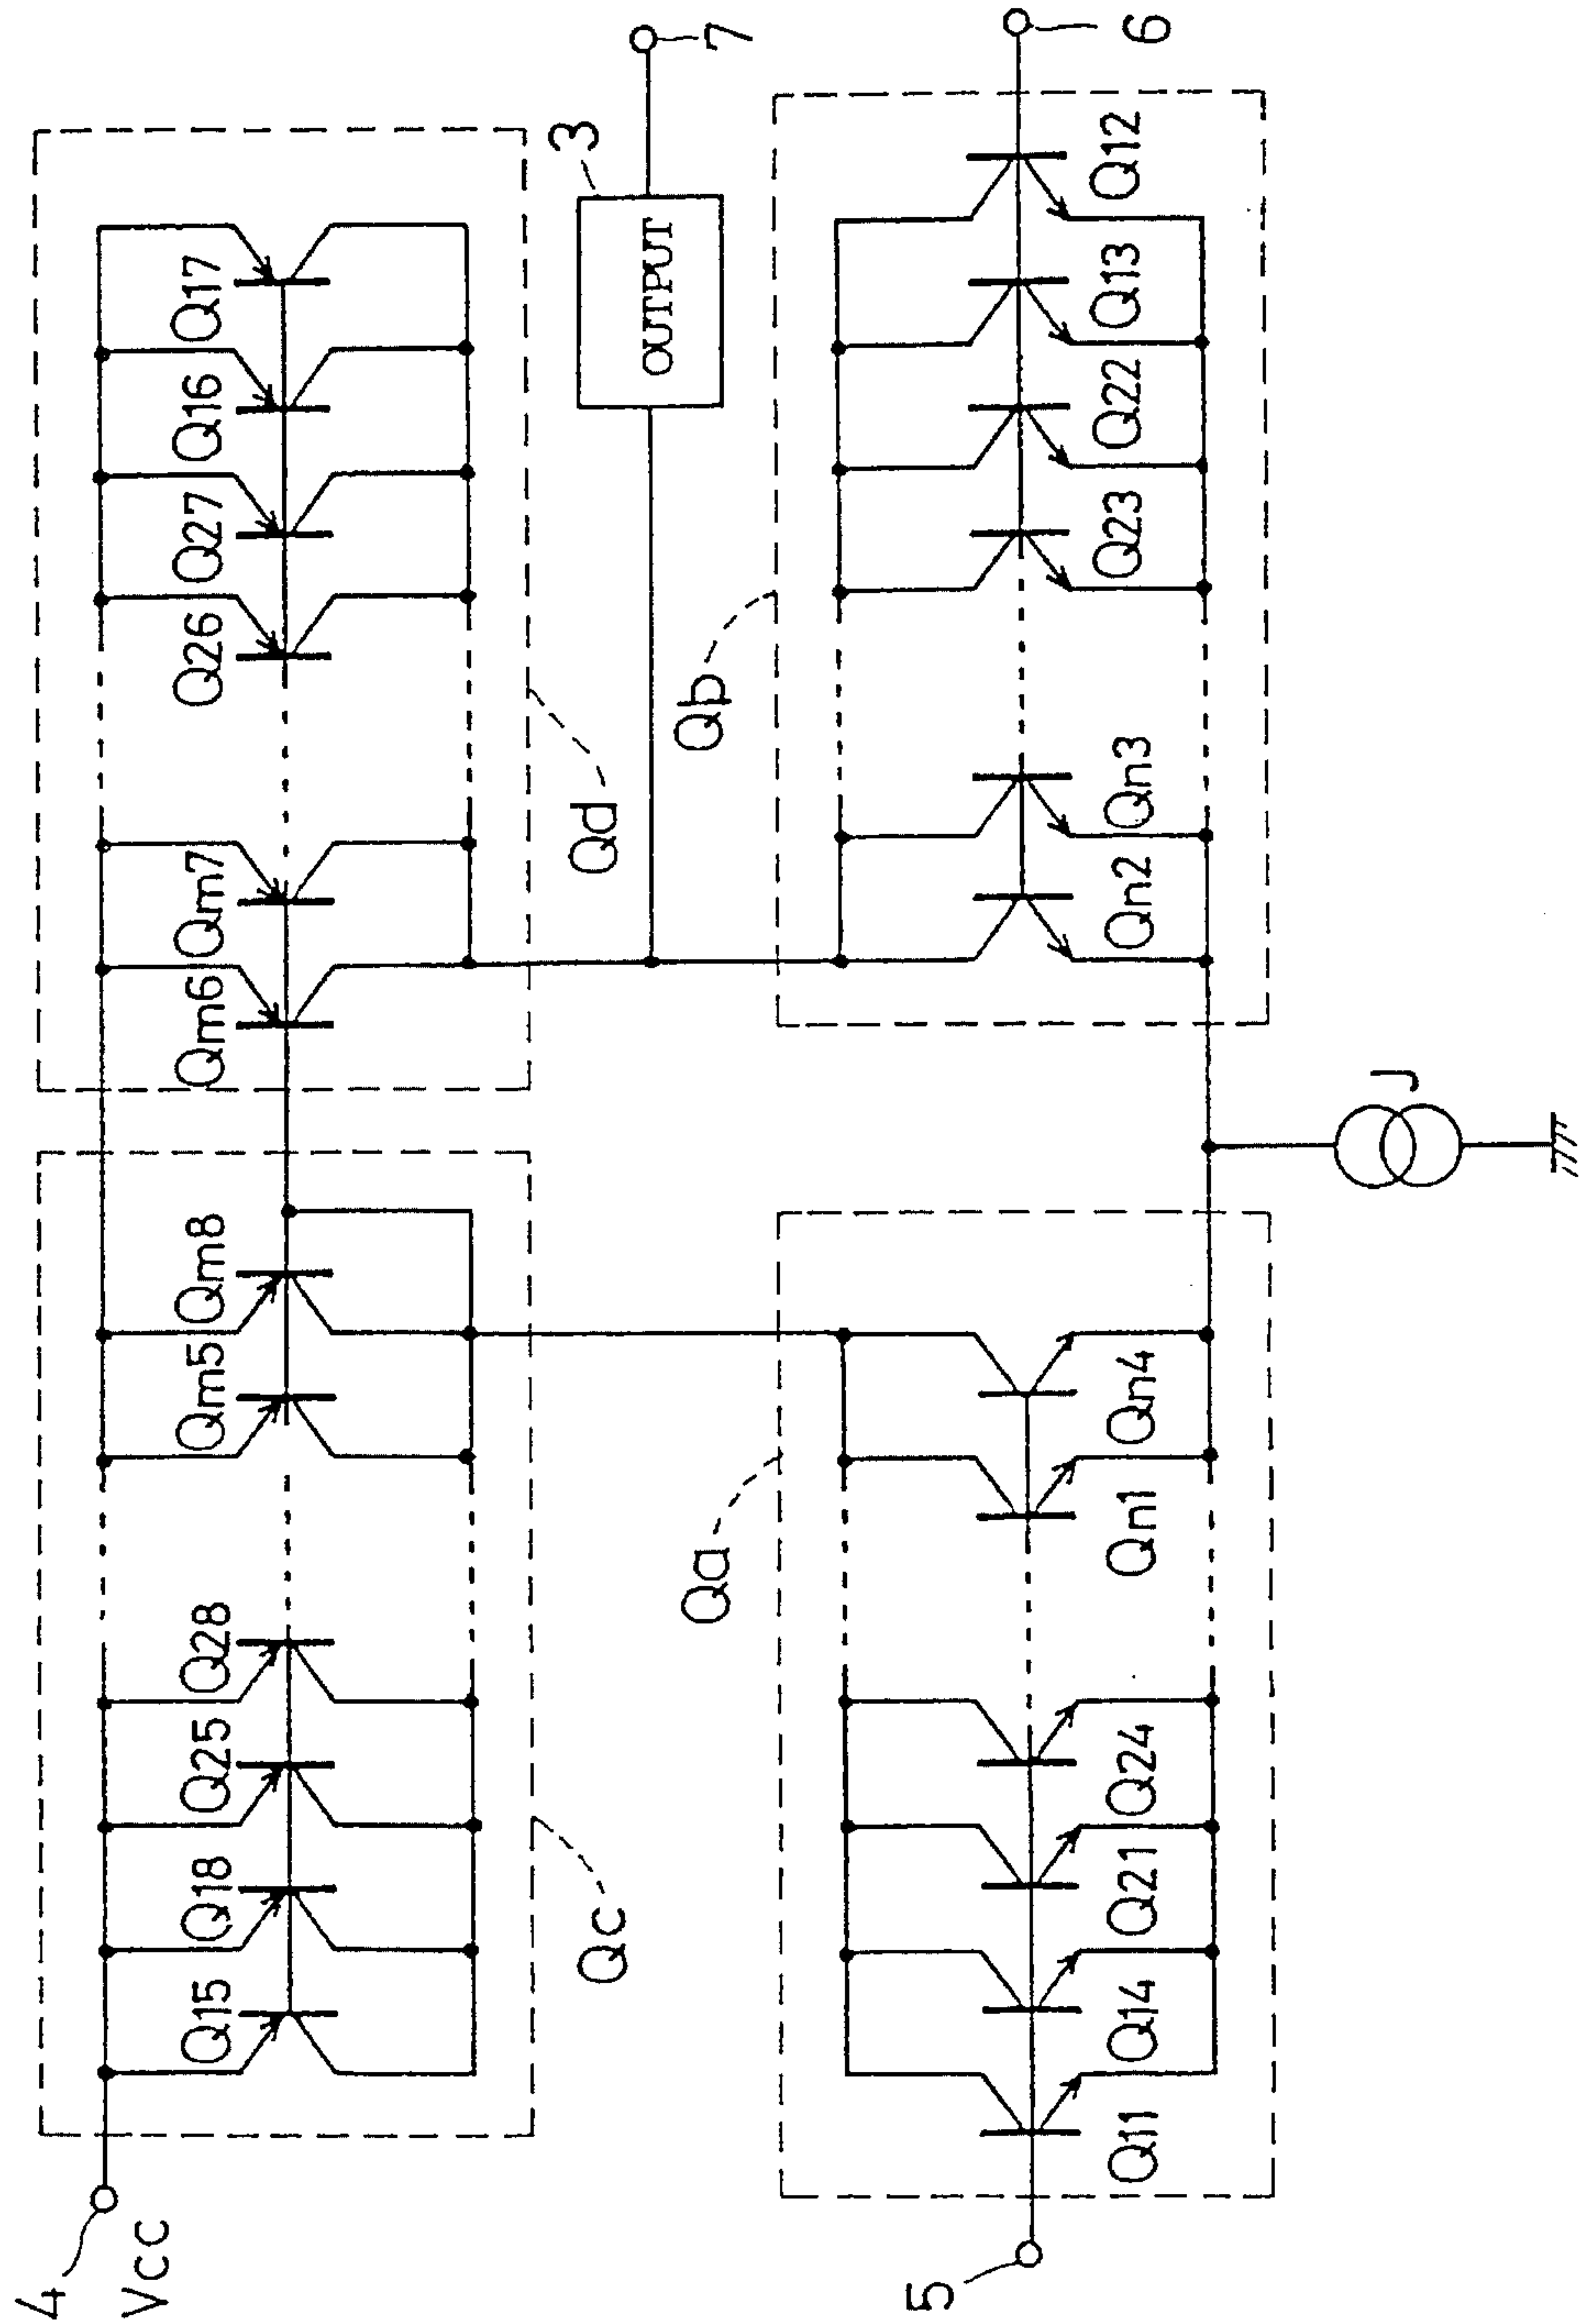 4
Vcc
Q15 Q18 Q25 Q28 Qm5 Qm8 Qm6 Qm7 Q26 Q27 Q16 Q17
Qc Qd 3
OUTPUT
7
Qa Qb
5
Q11 Q14 Q21 Q24 Qn1 Qn4 Qn2 Qn3 Q23 Q22 Q13 Q12
6
J